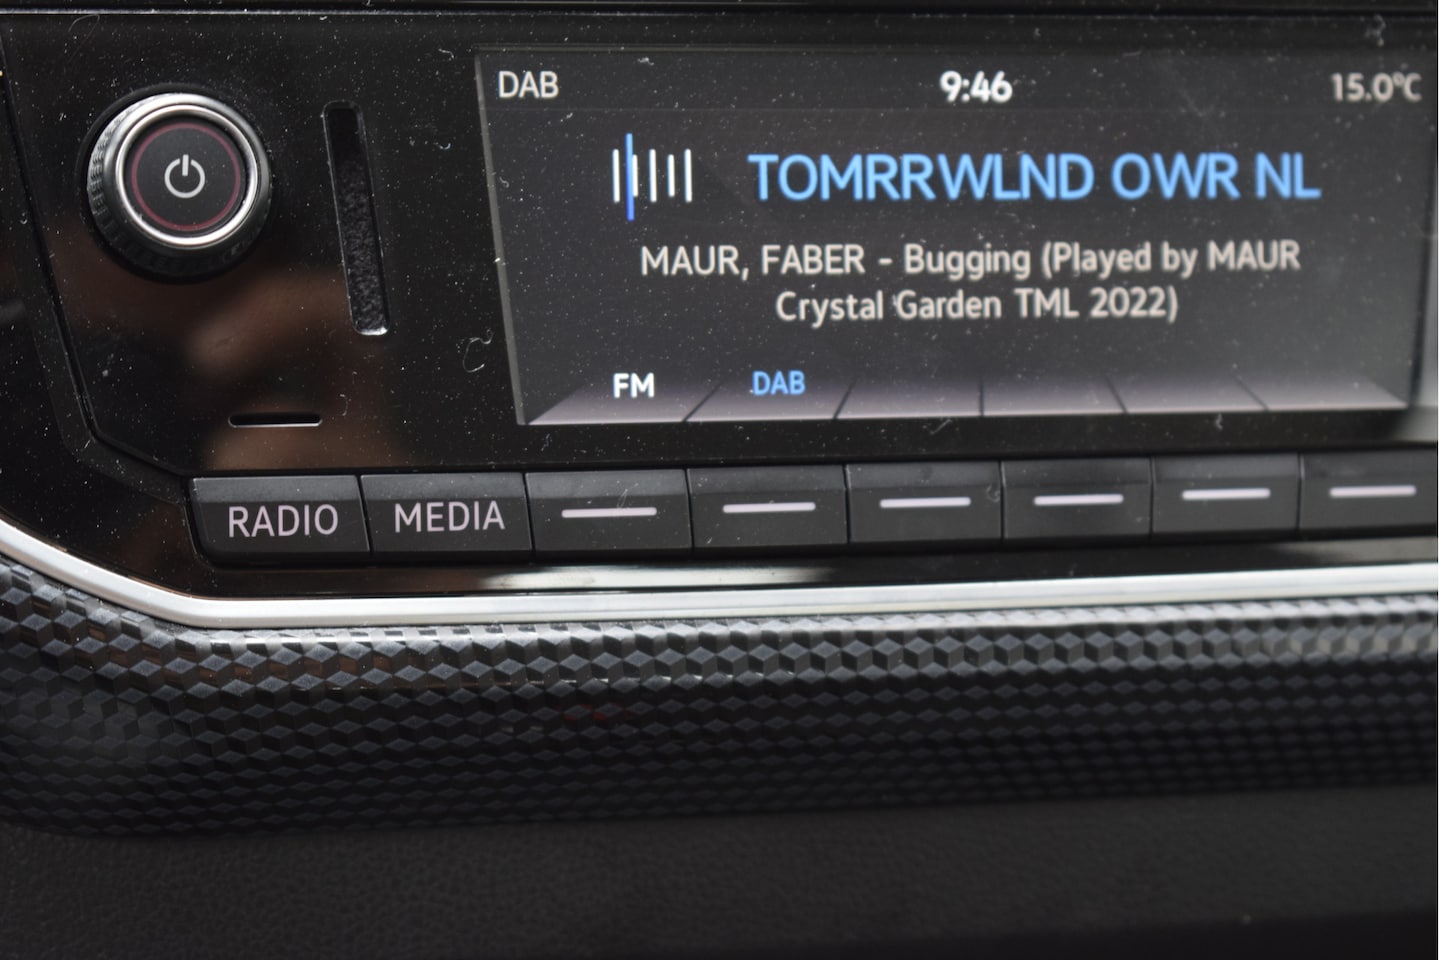 DAB 9:46 15.0°C
TOMRRWLND OWR NL
MAUR, FABER - Bugging (Played by MAUR
Crystal Garden TML 2022)
FM DAB
RADIO MEDIA